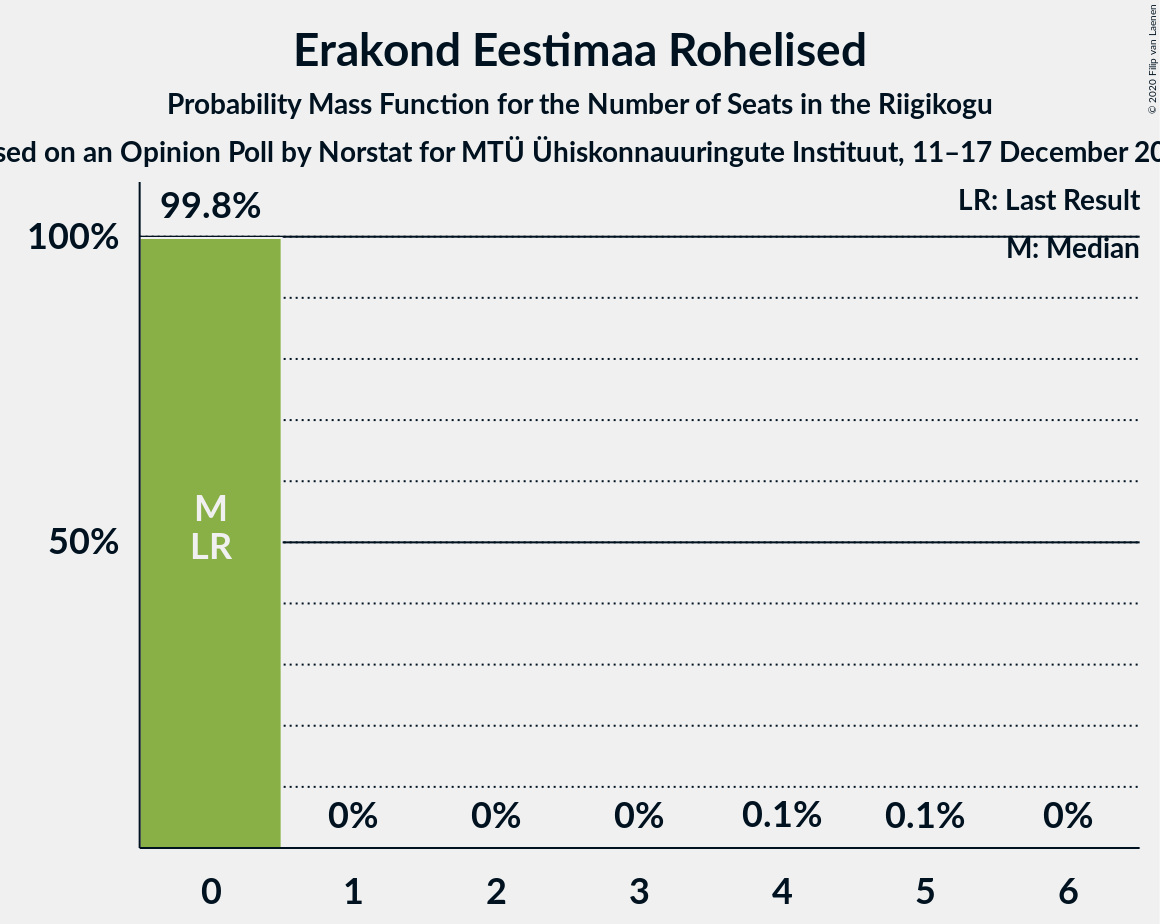 Erakond Eestimaa Rohelised
Probability Mass Function for the Number of Seats in the Riigikogu
on an Opinion Poll by Norstat for MTÜ Ühiskonnauuringute Instituut, 11–17 December
© 2020 Filip van Laenen
LR: Last Result
M: Median
99.8%
100%
50%
M
LR
0% 0% 0% 0.1% 0.1% 0%
0 1 2 3 4 5 6